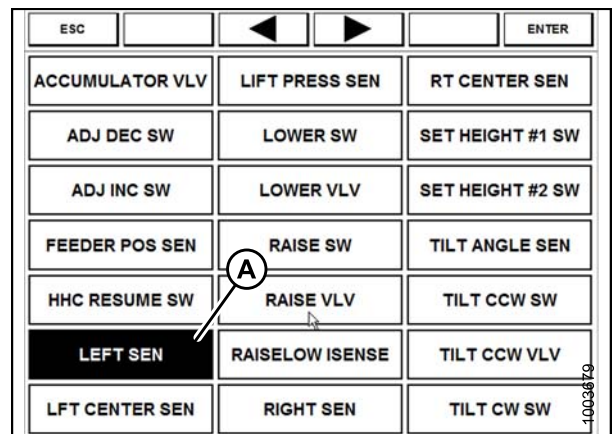 ESC ENTER
ACCUMULATOR VLV LIFT PRESS SEN RT CENTER SEN
ADJ DEC SW LOWER SW SET HEIGHT #1 SW
ADJ INC SW LOWER VLV SET HEIGHT #2 SW
FEEDER POS SEN RAISE SW TILT ANGLE SEN
A
HHC RESUME SW RAISE VLV TILT CCW SW
LEFT SEN RAISELOW ISENSE TILT CCW VLV
LFT CENTER SEN RIGHT SEN TILT CW SW
1003679